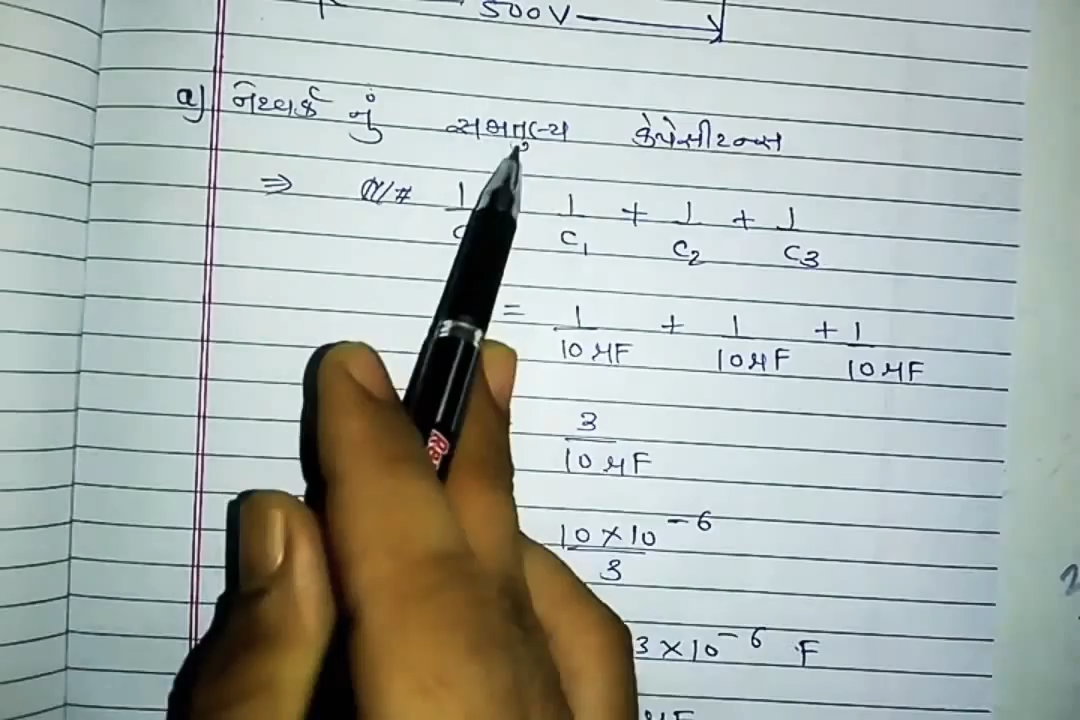 500V
a) નેટવર્ક નું સમતુલ્ય કેપેસીટન્સ
⇒ 1/C 1/C₁ + 1/C₂ + 1/C₃
= 1/10μF + 1/10μF + 1/10μF
3/10μF
10×10⁻⁶/3
3×10⁻⁶ F
μF